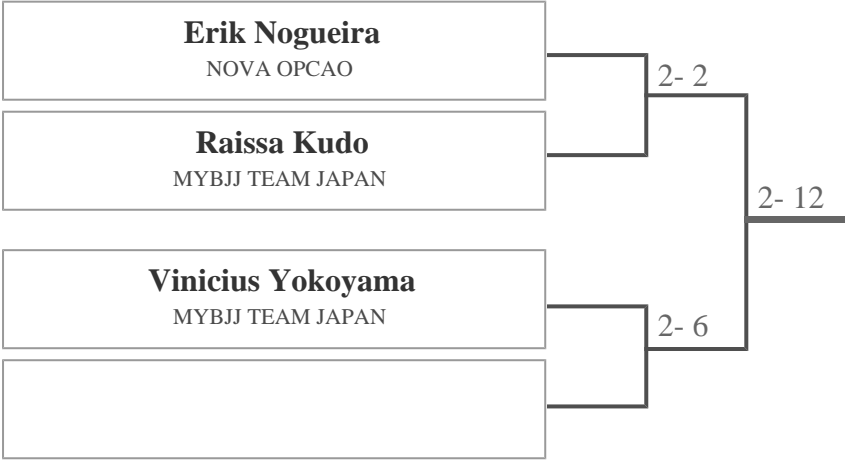 Erik Nogueira
NOVA OPCAO
2- 2
Raissa Kudo
MYBJJ TEAM JAPAN
2- 12
Vinicius Yokoyama
MYBJJ TEAM JAPAN
2- 6